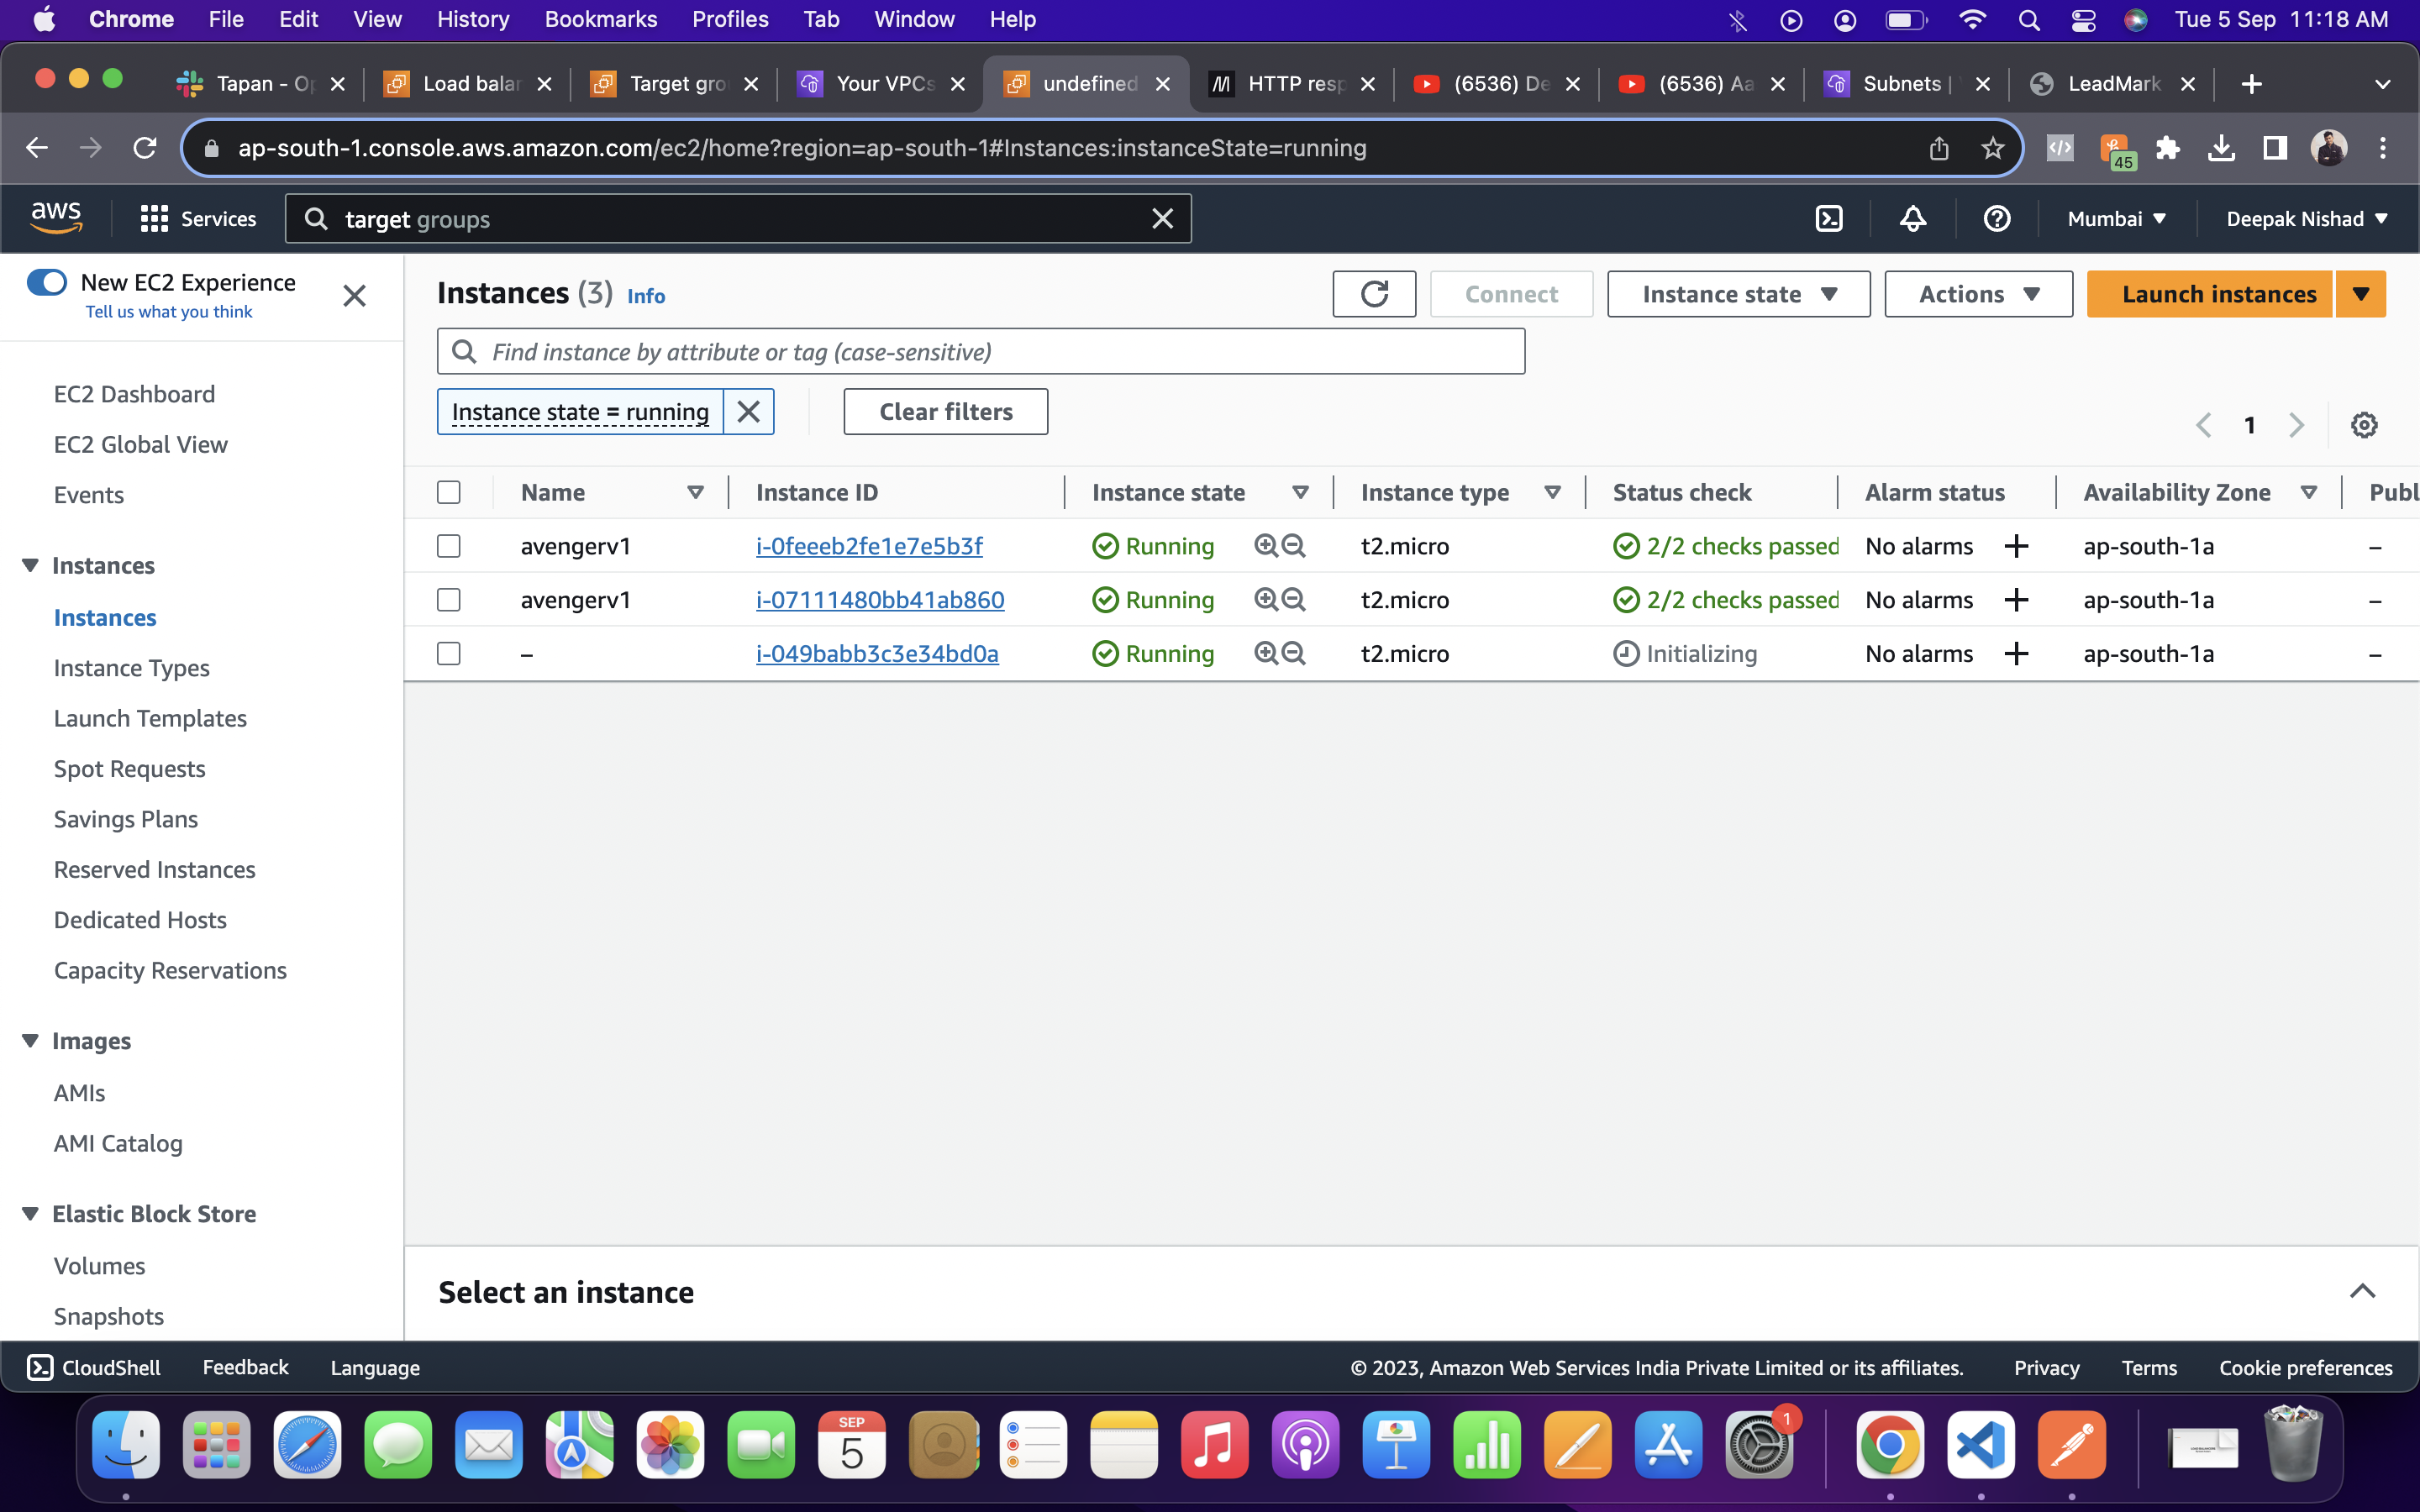 Chrome File Edit View History Bookmarks Profiles Tab Window Help Tue 5 Sep 11:18 AM
Tapan - Op Load balar Target gro Your VPCs undefined HTTP resp (6536) De (6536) Aa Subnets | LeadMark
ap-south-1.console.aws.amazon.com/ec2/home?region=ap-south-1#Instances:instanceState=running 45
aws Services target groups Mumbai Deepak Nishad
New EC2 Experience
Tell us what you think
EC2 Dashboard
EC2 Global View
Events
Instances
Instances
Instance Types
Launch Templates
Spot Requests
Savings Plans
Reserved Instances
Dedicated Hosts
Capacity Reservations
Images
AMIs
AMI Catalog
Elastic Block Store
Volumes
Snapshots
Instances (3) Info Connect Instance state Actions Launch instances
Find instance by attribute or tag (case-sensitive)
Instance state = running Clear filters 1
Name Instance ID Instance state Instance type Status check Alarm status Availability Zone Publ
avengerv1 i-0feeeb2fe1e7e5b3f Running t2.micro 2/2 checks passed No alarms + ap-south-1a –
avengerv1 i-07111480bb41ab860 Running t2.micro 2/2 checks passed No alarms + ap-south-1a –
– i-049babb3c3e34bd0a Running t2.micro Initializing No alarms + ap-south-1a –
Select an instance
CloudShell Feedback Language © 2023, Amazon Web Services India Private Limited or its affiliates. Privacy Terms Cookie preferences
SEP
5
1